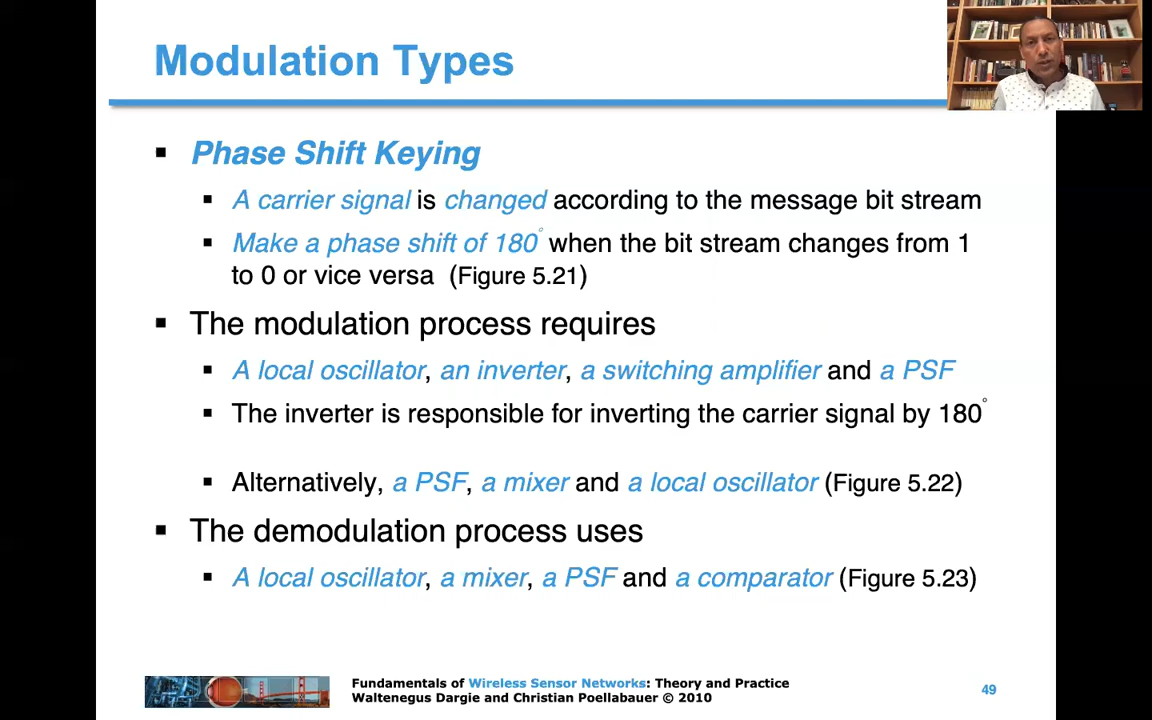 Modulation Types
▪ Phase Shift Keying
▪ A carrier signal is changed according to the message bit stream
▪ Make a phase shift of 180° when the bit stream changes from 1
to 0 or vice versa (Figure 5.21)
▪ The modulation process requires
▪ A local oscillator, an inverter, a switching amplifier and a PSF
▪ The inverter is responsible for inverting the carrier signal by 180°
▪ Alternatively, a PSF, a mixer and a local oscillator (Figure 5.22)
▪ The demodulation process uses
▪ A local oscillator, a mixer, a PSF and a comparator (Figure 5.23)
Fundamentals of Wireless Sensor Networks: Theory and Practice
Waltenegus Dargie and Christian Poellabauer © 2010
49